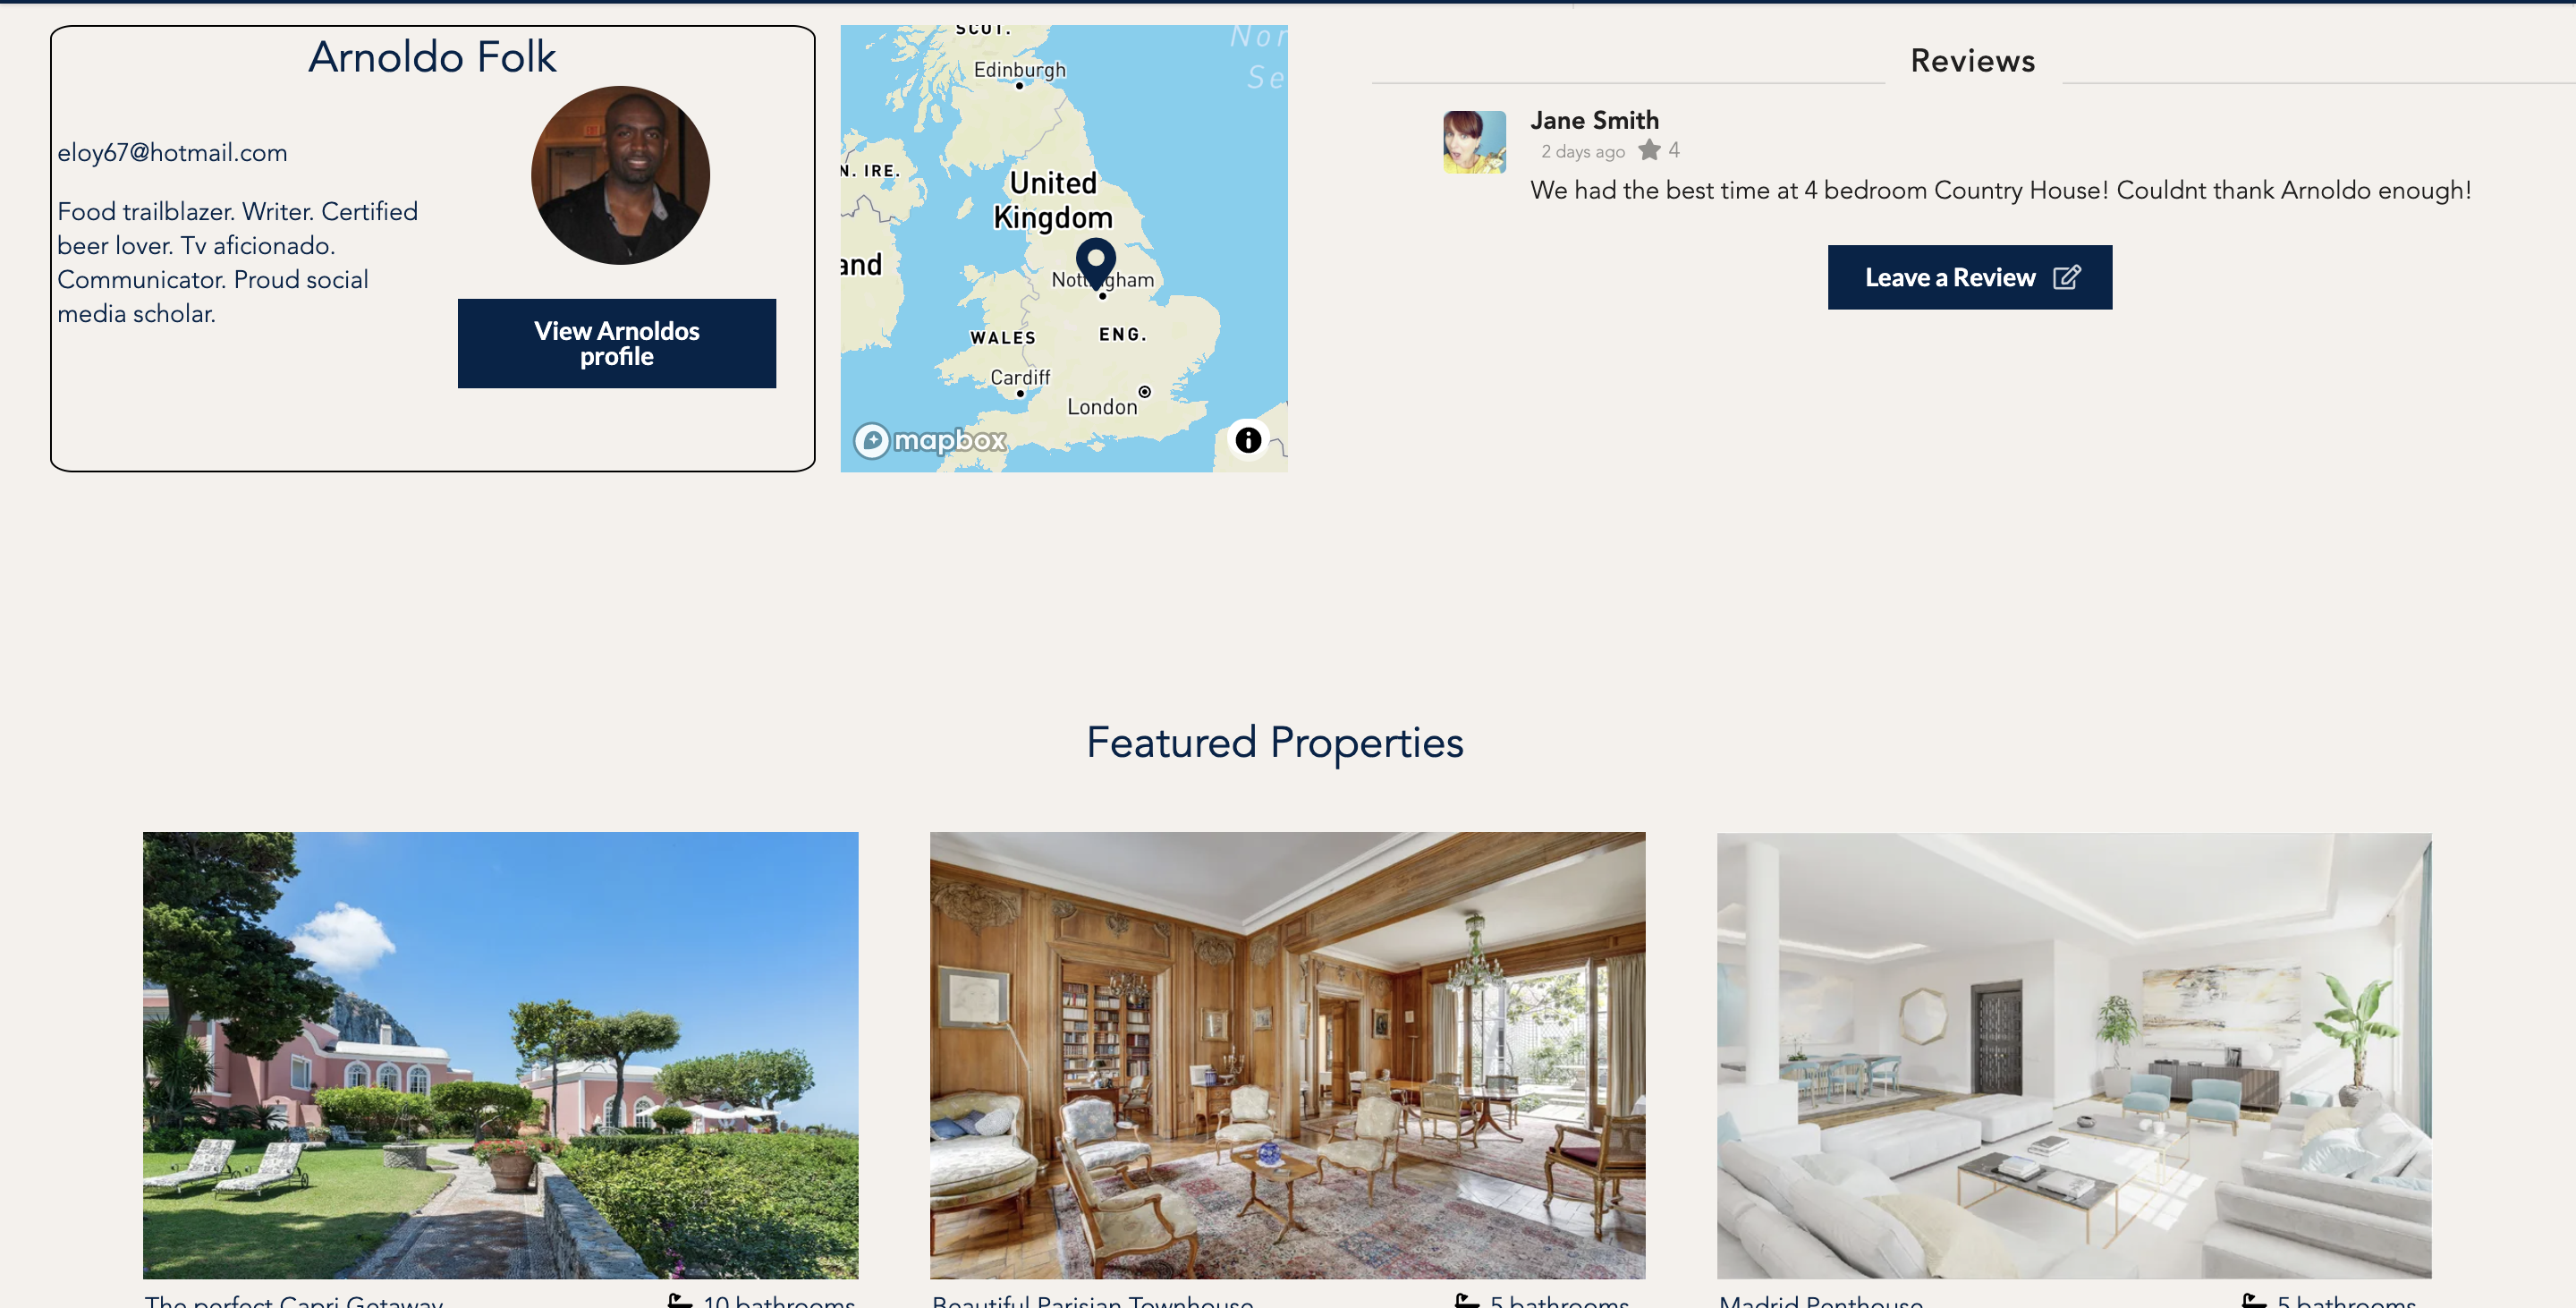 Arnoldo Folk
eloy67@hotmail.com
Food trailblazer. Writer. Certified
beer lover. Tv aficionado.
Communicator. Proud social
media scholar.
View Arnoldos
profile
SCOT.
Nor
Se
Edinburgh
N. IRE.
United
Kingdom
and
Nottingham
WALES
ENG.
Cardiff
London
mapbox
Reviews
Jane Smith
2 days ago 4
We had the best time at 4 bedroom Country House! Couldnt thank Arnoldo enough!
Leave a Review
Featured Properties
The perfect Capri Getaway
10 bathrooms
Beautiful Parisian Townhouse
5 bathrooms
Madrid Penthouse
5 bathrooms